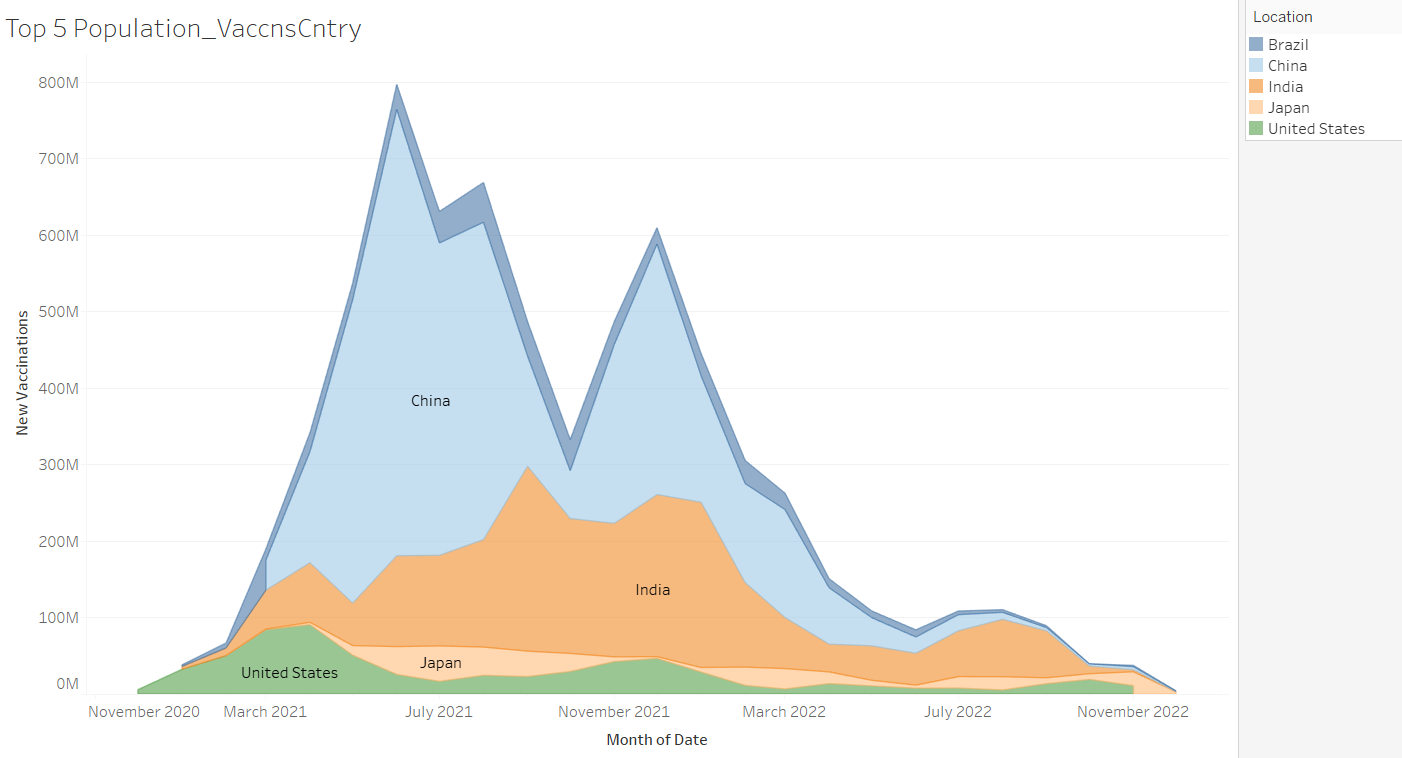 Top 5 Population_VaccnsCntry
Location
Brazil
China
India
Japan
United States
800M
700M
600M
500M
400M
300M
200M
100M
0M
New Vaccinations
China
India
Japan
United States
November 2020 March 2021 July 2021 November 2021 March 2022 July 2022 November 2022
Month of Date